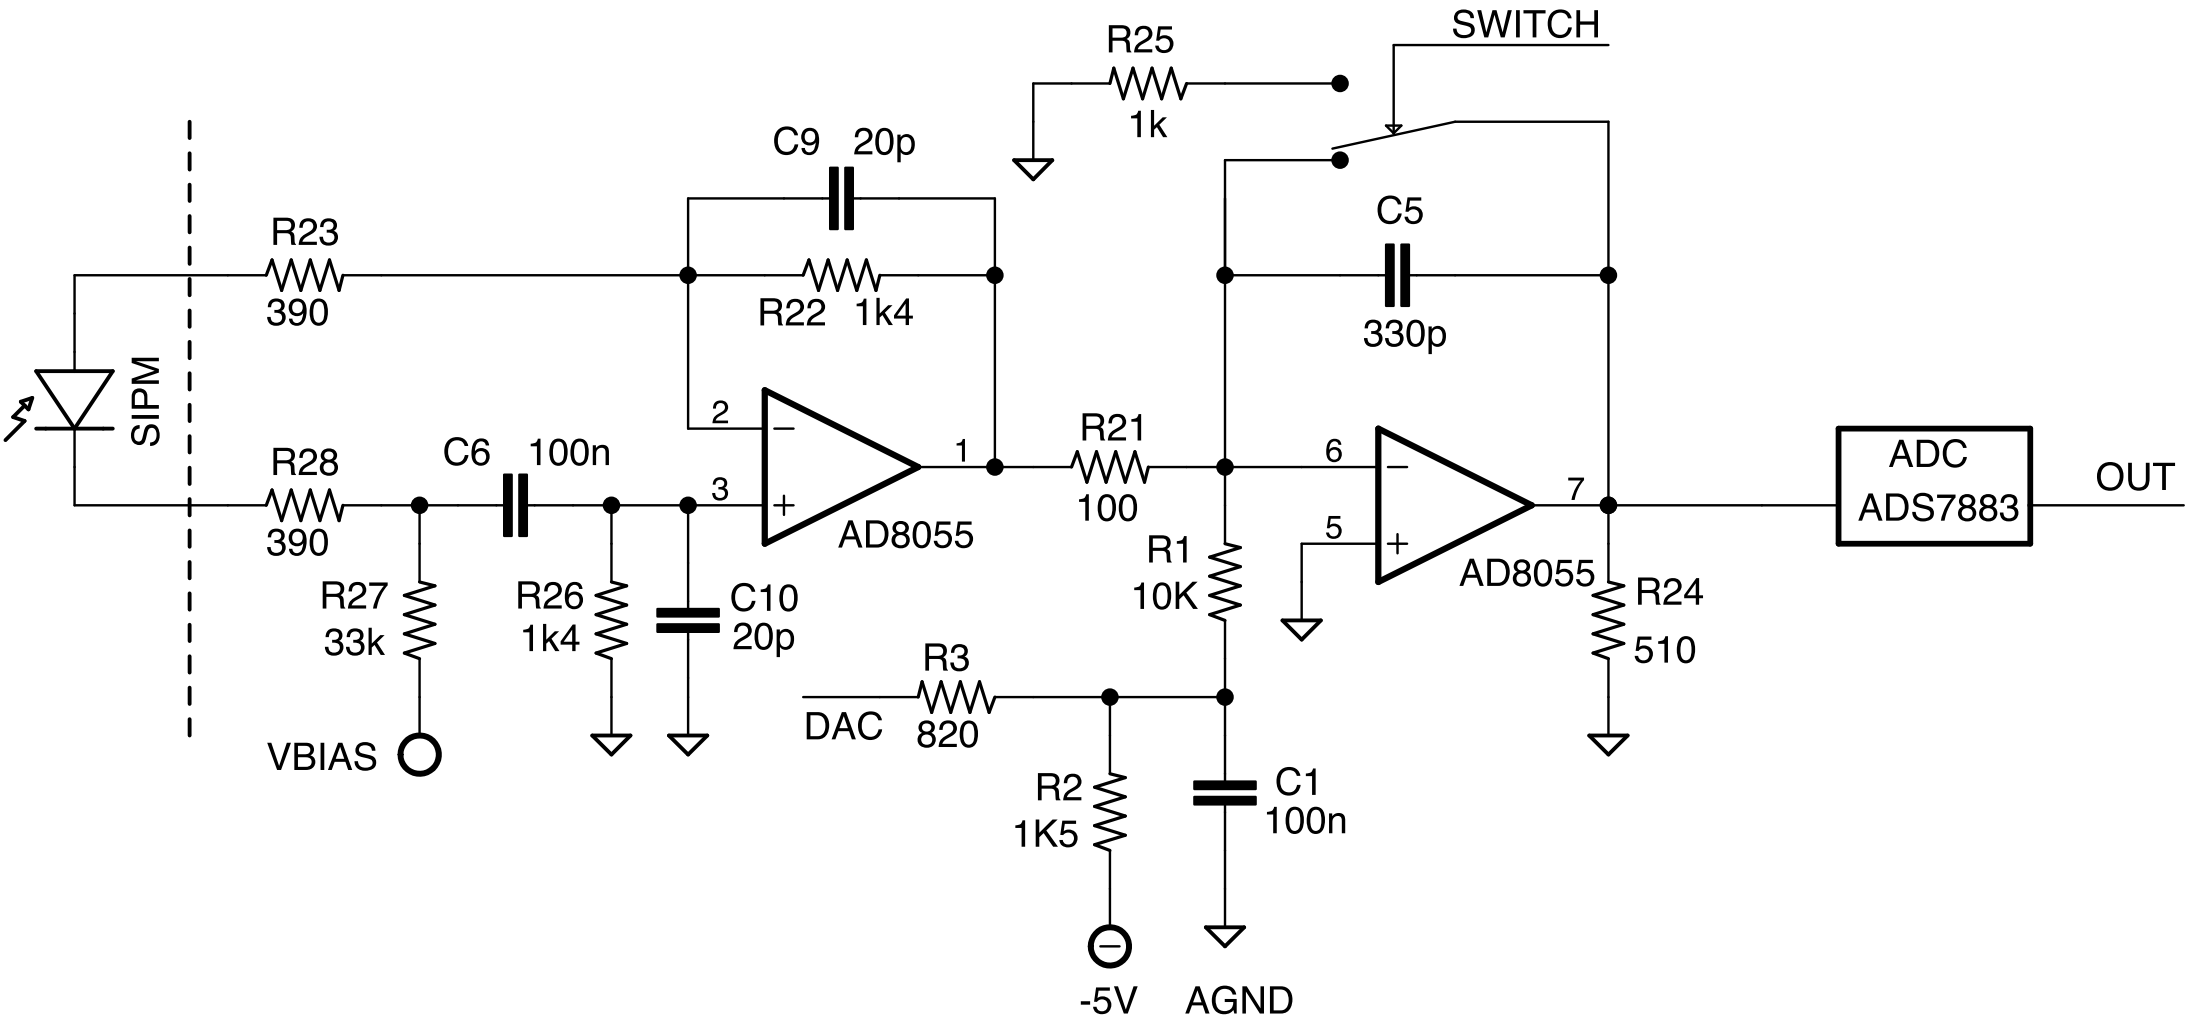 SWITCH
R25
1k
C9 20p
R23
390
R22 1k4
C5
330p
SIPM
R28
390
C6 100n
2
3
1
AD8055
R21
100
6
5
7
AD8055
ADC
ADS7883
OUT
R27
33k
R26
1k4
C10
20p
R1
10K
R24
510
VBIAS
DAC
R3
820
R2
1K5
C1
100n
-5V
AGND